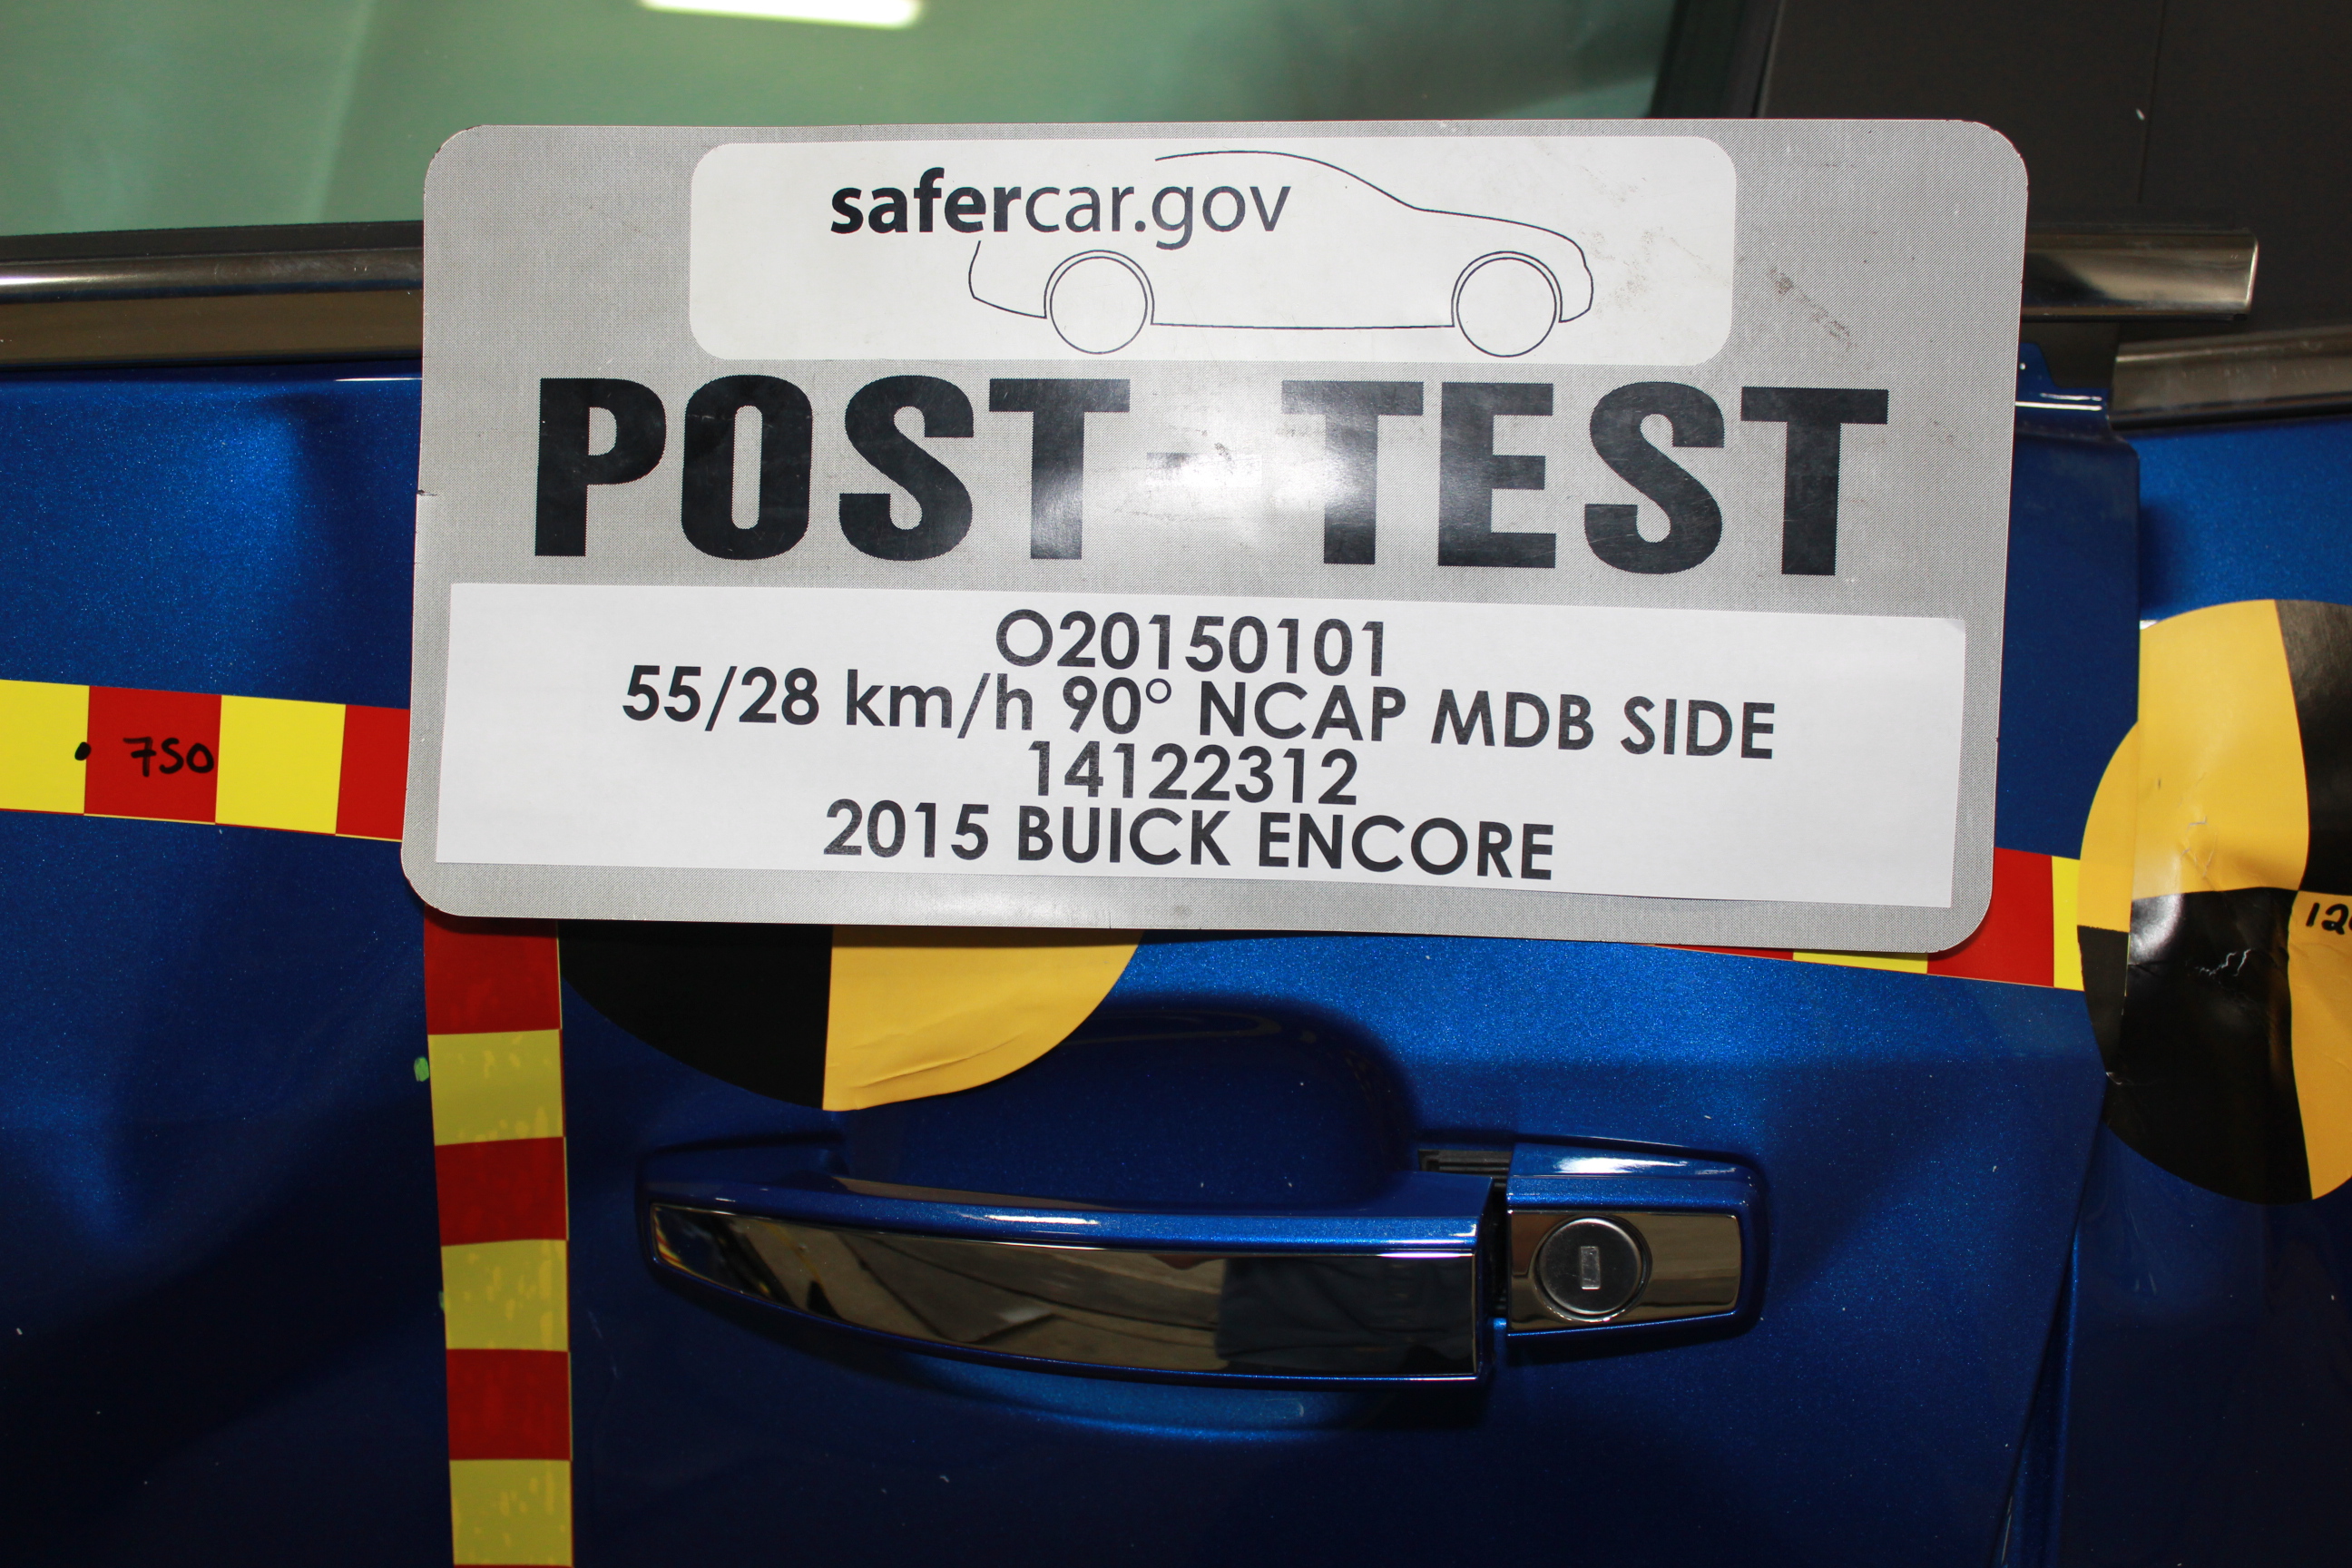 safercar.gov
POST-TEST
O20150101
55/28 km/h 90° NCAP MDB SIDE
14122312
2015 BUICK ENCORE
750